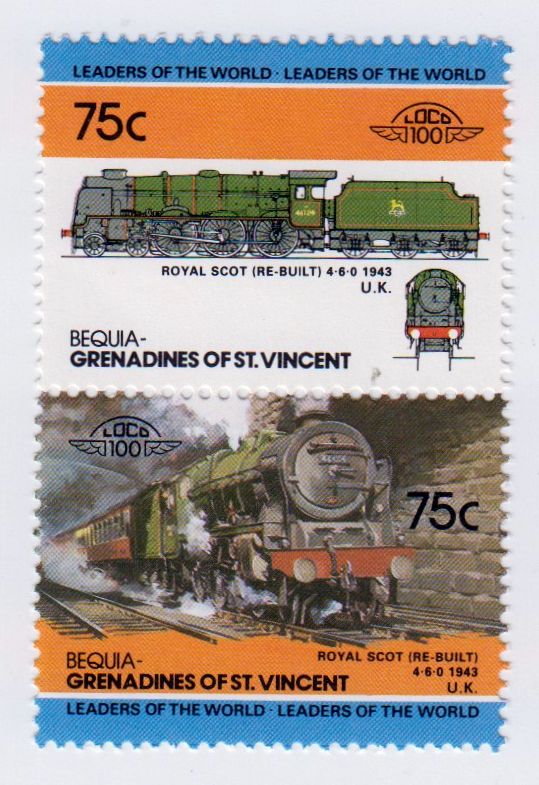 LEADERS OF THE WORLD · LEADERS OF THE WORLD
75c
LOCO
100
46124
ROYAL SCOT (RE-BUILT) 4·6·0 1943
U.K.
BEQUIA-
GRENADINES OF ST. VINCENT
LOCO
100
75c
BEQUIA-
GRENADINES OF ST. VINCENT
ROYAL SCOT (RE-BUILT)
4·6·0 1943
U.K.
LEADERS OF THE WORLD · LEADERS OF THE WORLD